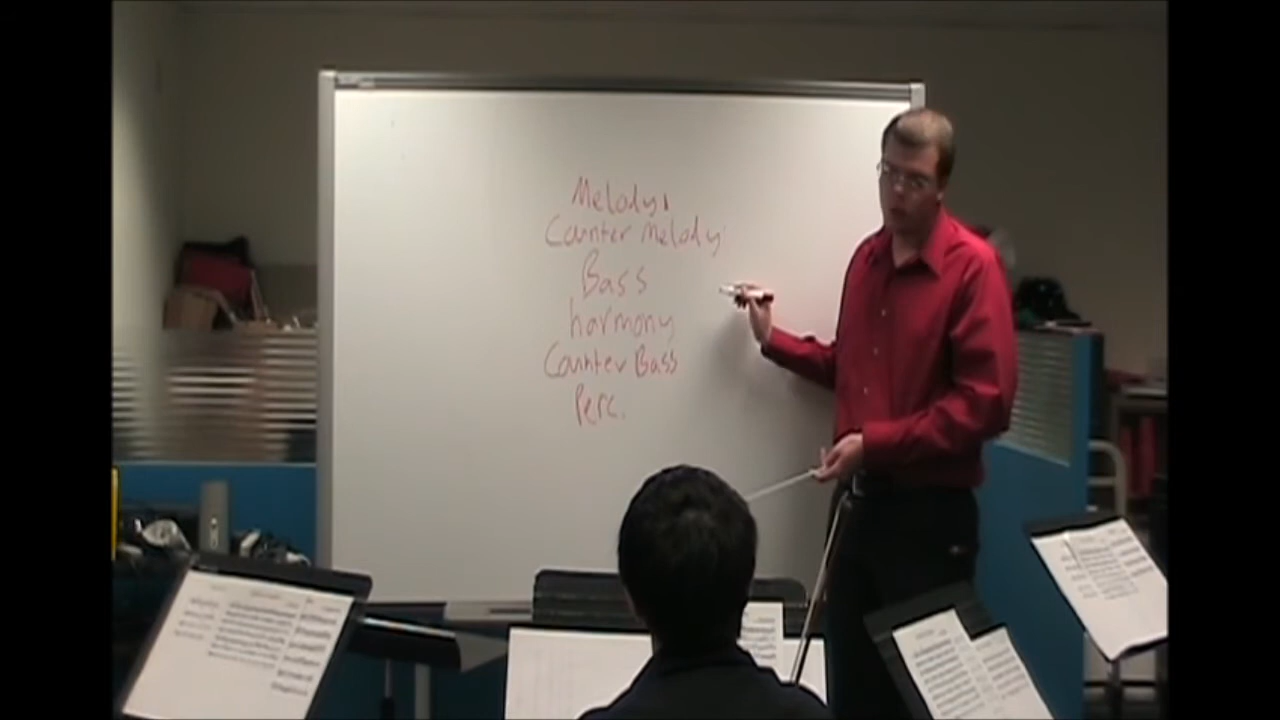 Melody
Counter Melody
Bass
harmony
Counter Bass
Perc.